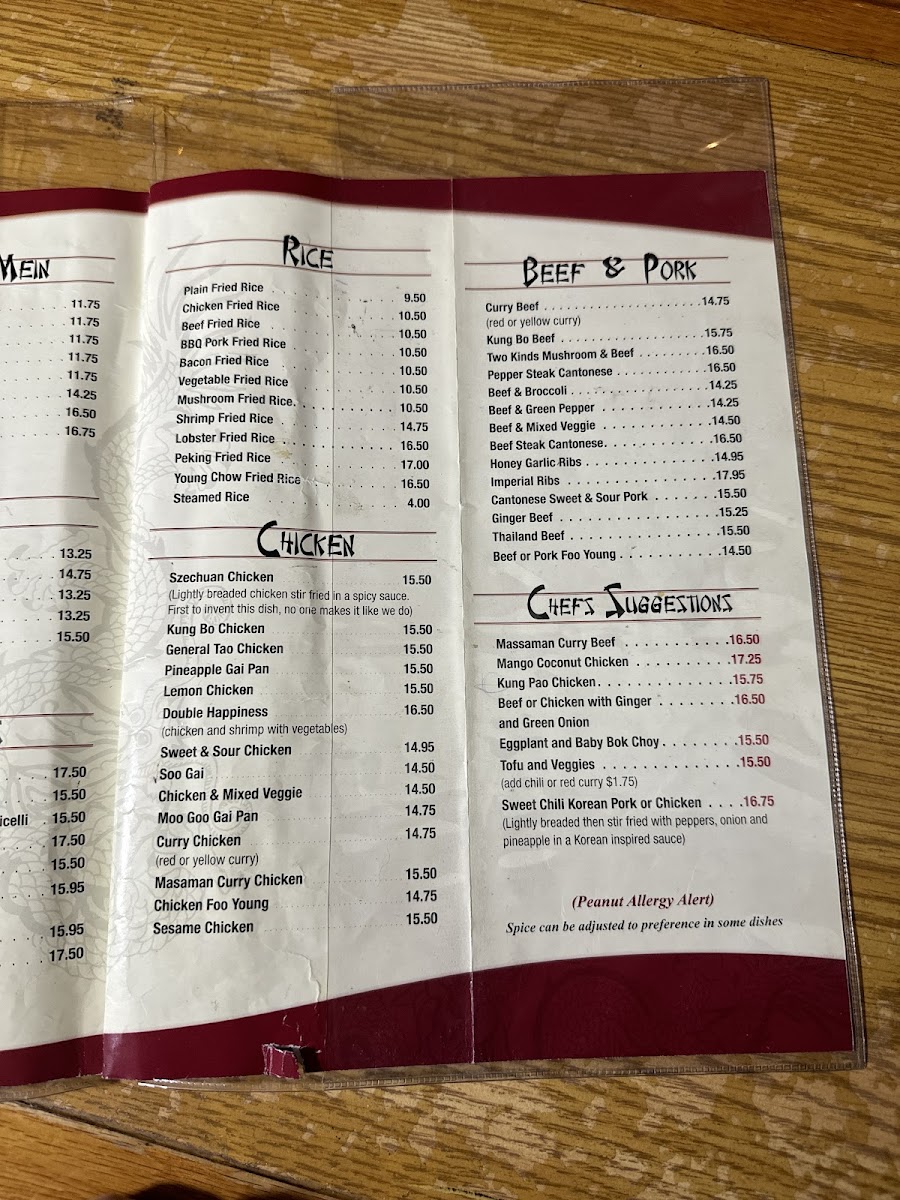 Mein
11.75
11.75
11.75
11.75
11.75
14.25
16.50
16.75
13.25
14.75
13.25
13.25
15.50
17.50
15.50
icelli . 15.50
17.50
15.50
15.95
15.95
17.50
Rice
Plain Fried Rice 9.50
Chicken Fried Rice 10.50
Beef Fried Rice 10.50
BBQ Pork Fried Rice 10.50
Bacon Fried Rice 10.50
Vegetable Fried Rice 10.50
Mushroom Fried Rice 10.50
Shrimp Fried Rice 14.75
Lobster Fried Rice 16.50
Peking Fried Rice 17.00
Young Chow Fried Rice 16.50
Steamed Rice 4.00
Chicken
Szechuan Chicken 15.50
(Lightly breaded chicken stir fried in a spicy sauce.
First to invent this dish, no one makes it like we do)
Kung Bo Chicken 15.50
General Tao Chicken 15.50
Pineapple Gai Pan 15.50
Lemon Chicken 15.50
Double Happiness 16.50
(chicken and shrimp with vegetables)
Sweet & Sour Chicken 14.95
Soo Gai 14.50
Chicken & Mixed Veggie 14.50
Moo Goo Gai Pan 14.75
Curry Chicken 14.75
(red or yellow curry)
Masaman Curry Chicken 15.50
Chicken Foo Young 14.75
Sesame Chicken 15.50
Beef & Pork
Curry Beef 14.75
(red or yellow curry)
Kung Bo Beef 15.75
Two Kinds Mushroom & Beef 16.50
Pepper Steak Cantonese 16.50
Beef & Broccoli 14.25
Beef & Green Pepper 14.25
Beef & Mixed Veggie 14.50
Beef Steak Cantonese 16.50
Honey Garlic Ribs 14.95
Imperial Ribs 17.95
Cantonese Sweet & Sour Pork 15.50
Ginger Beef 15.25
Thailand Beef 15.50
Beef or Pork Foo Young 14.50
Chefs Suggestions
Massaman Curry Beef 16.50
Mango Coconut Chicken 17.25
Kung Pao Chicken 15.75
Beef or Chicken with Ginger 16.50
and Green Onion
Eggplant and Baby Bok Choy 15.50
Tofu and Veggies 15.50
(add chili or red curry $1.75)
Sweet Chili Korean Pork or Chicken 16.75
(Lightly breaded then stir fried with peppers, onion and
pineapple in a Korean inspired sauce)
(Peanut Allergy Alert)
Spice can be adjusted to preference in some dishes